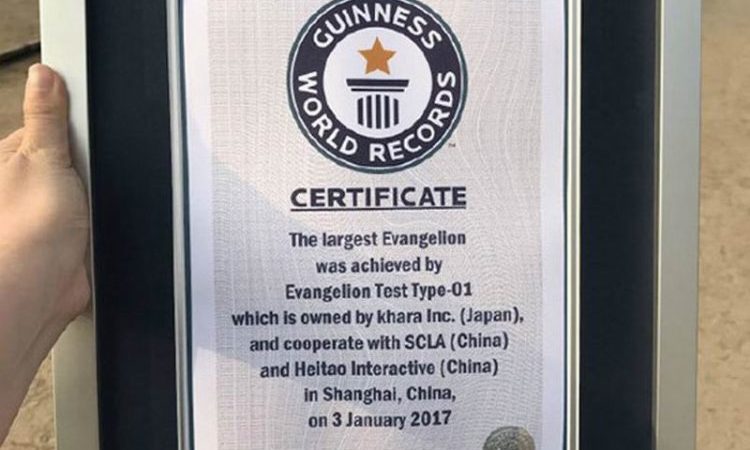 GUINNESS
WORLD RECORDS
™
CERTIFICATE
The largest Evangelion
was achieved by
Evangelion Test Type-01
which is owned by khara Inc. (Japan),
and cooperate with SCLA (China)
and Heitao Interactive (China)
in Shanghai, China,
on 3 January 2017